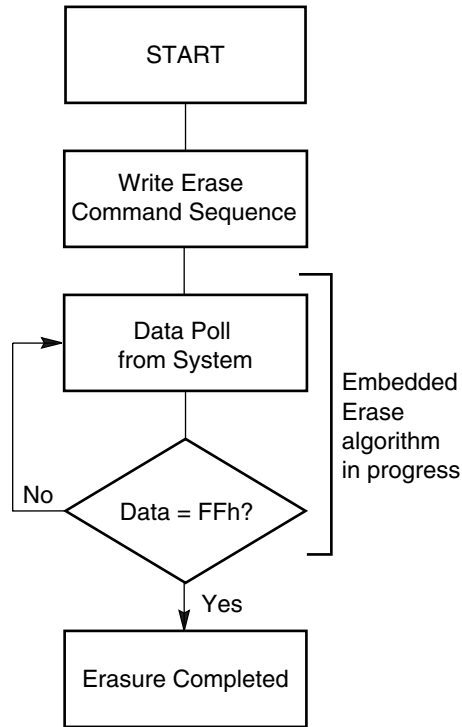 START
Write Erase
Command Sequence
Data Poll
from System
Embedded
Erase
algorithm
in progress
No
Data = FFh?
Yes
Erasure Completed